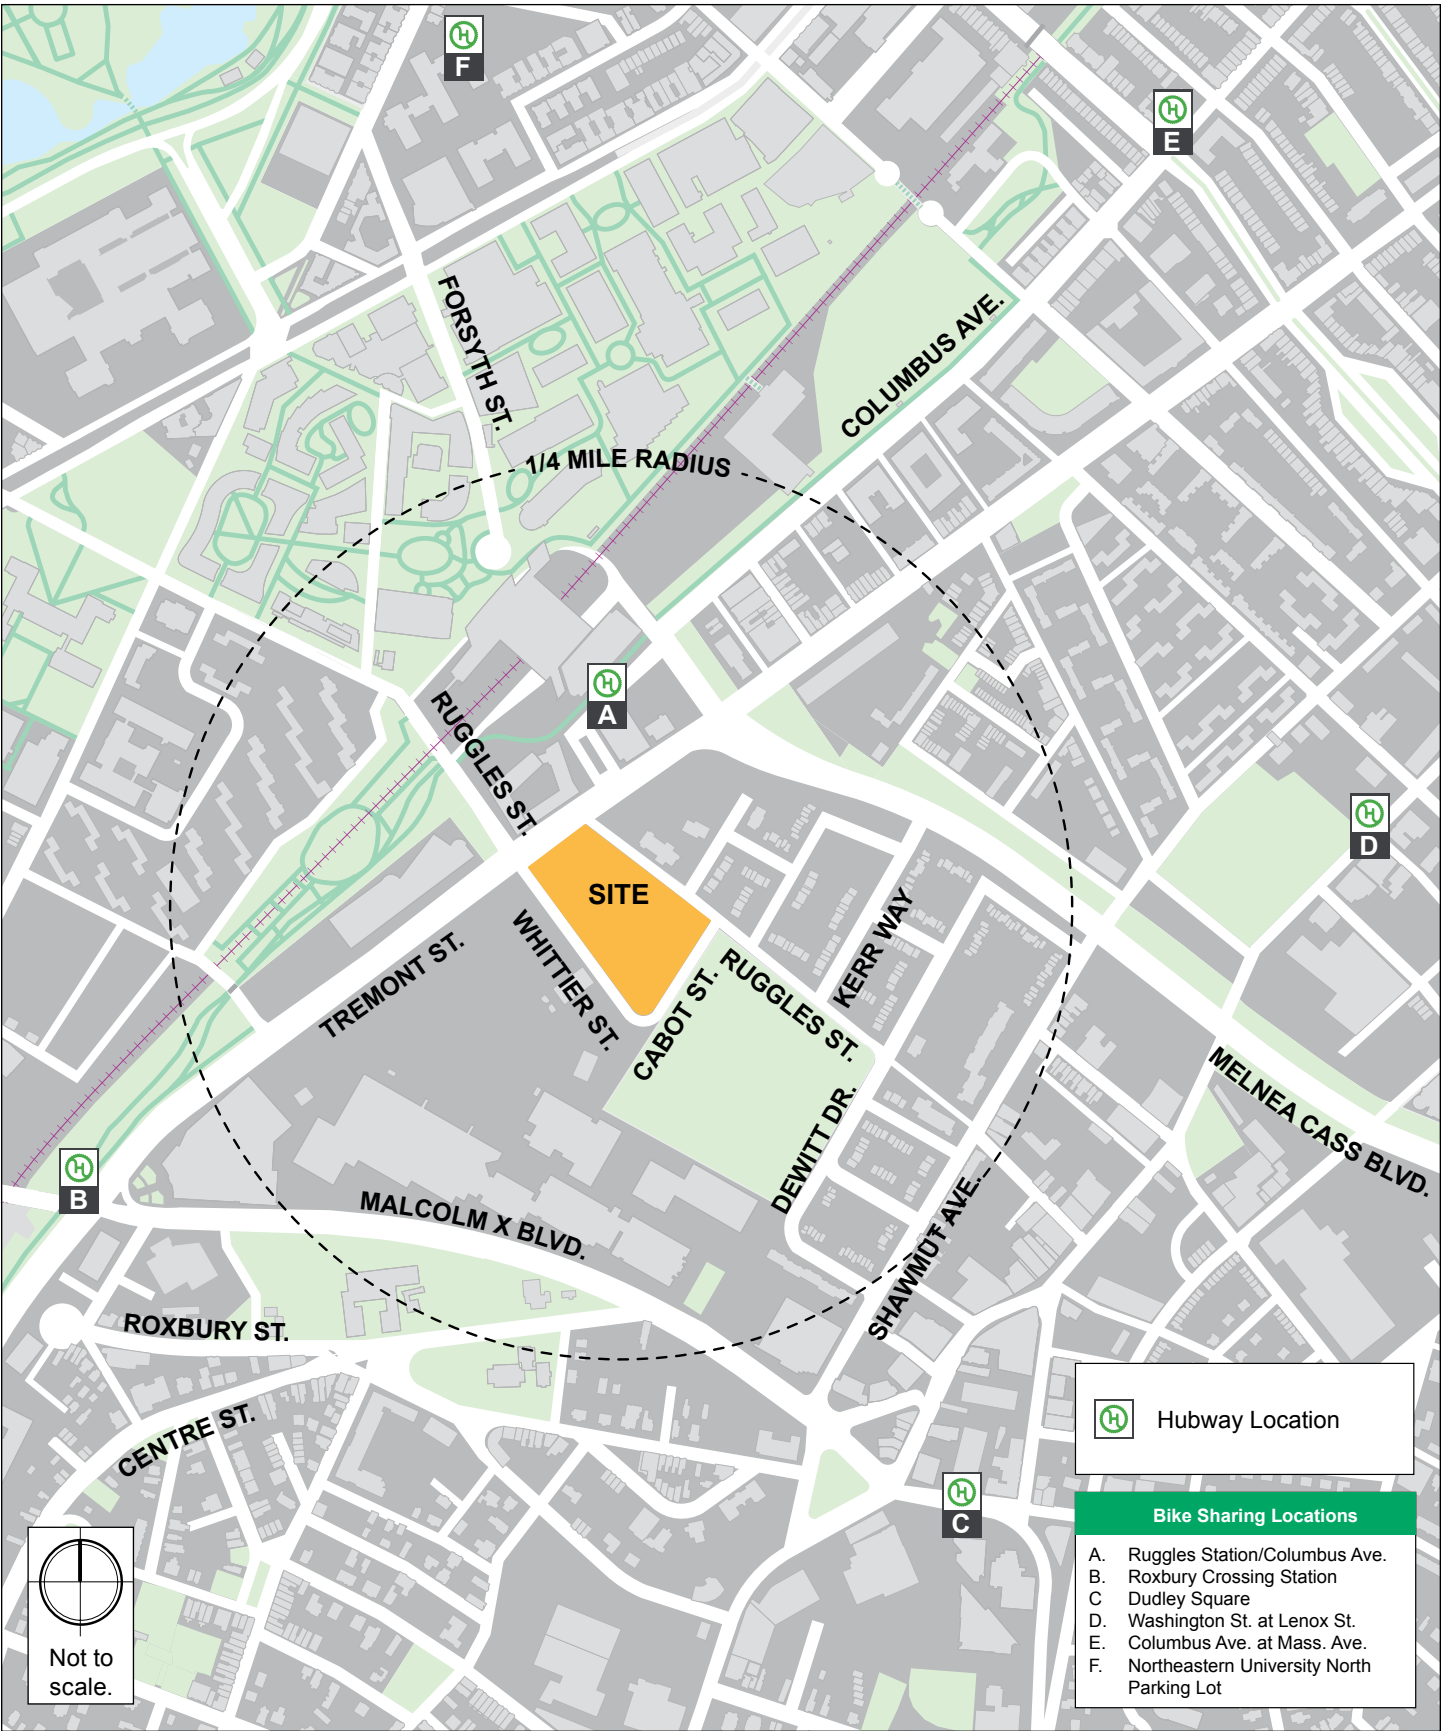 F
E
FORSYTH ST.
COLUMBUS AVE.
1/4 MILE RADIUS
A
RUGGLES ST.
D
SITE
KERR WAY
WHITTIER ST.
TREMONT ST.
CABOT ST.
RUGGLES ST.
MELNEA CASS BLVD.
DEWITT DR.
B
MALCOLM X BLVD.
SHAWMUT AVE.
ROXBURY ST.
CENTRE ST.
C
Hubway Location
Bike Sharing Locations
A. Ruggles Station/Columbus Ave.
B. Roxbury Crossing Station
C Dudley Square
D. Washington St. at Lenox St.
E. Columbus Ave. at Mass. Ave.
F. Northeastern University North
Parking Lot
Not to
scale.